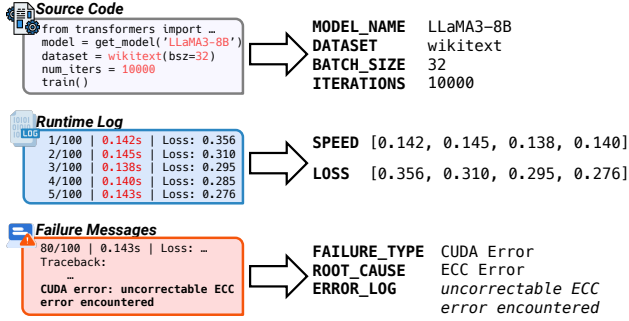 Source Code
from transformers import …
model = get_model('LLaMA3-8B')
dataset = wikitext(bsz=32)
num_iters = 10000
train()
MODEL_NAME LLaMA3-8B
DATASET wikitext
BATCH_SIZE 32
ITERATIONS 10000
Runtime Log
LOG
1/100 | 0.142s | Loss: 0.356
2/100 | 0.145s | Loss: 0.310
3/100 | 0.138s | Loss: 0.295
4/100 | 0.140s | Loss: 0.285
5/100 | 0.143s | Loss: 0.276
SPEED [0.142, 0.145, 0.138, 0.140]
LOSS [0.356, 0.310, 0.295, 0.276]
Failure Messages
80/100 | 0.143s | Loss: …
Traceback:
…
CUDA error: uncorrectable ECC
error encountered
FAILURE_TYPE CUDA Error
ROOT_CAUSE ECC Error
ERROR_LOG uncorrectable ECC
error encountered